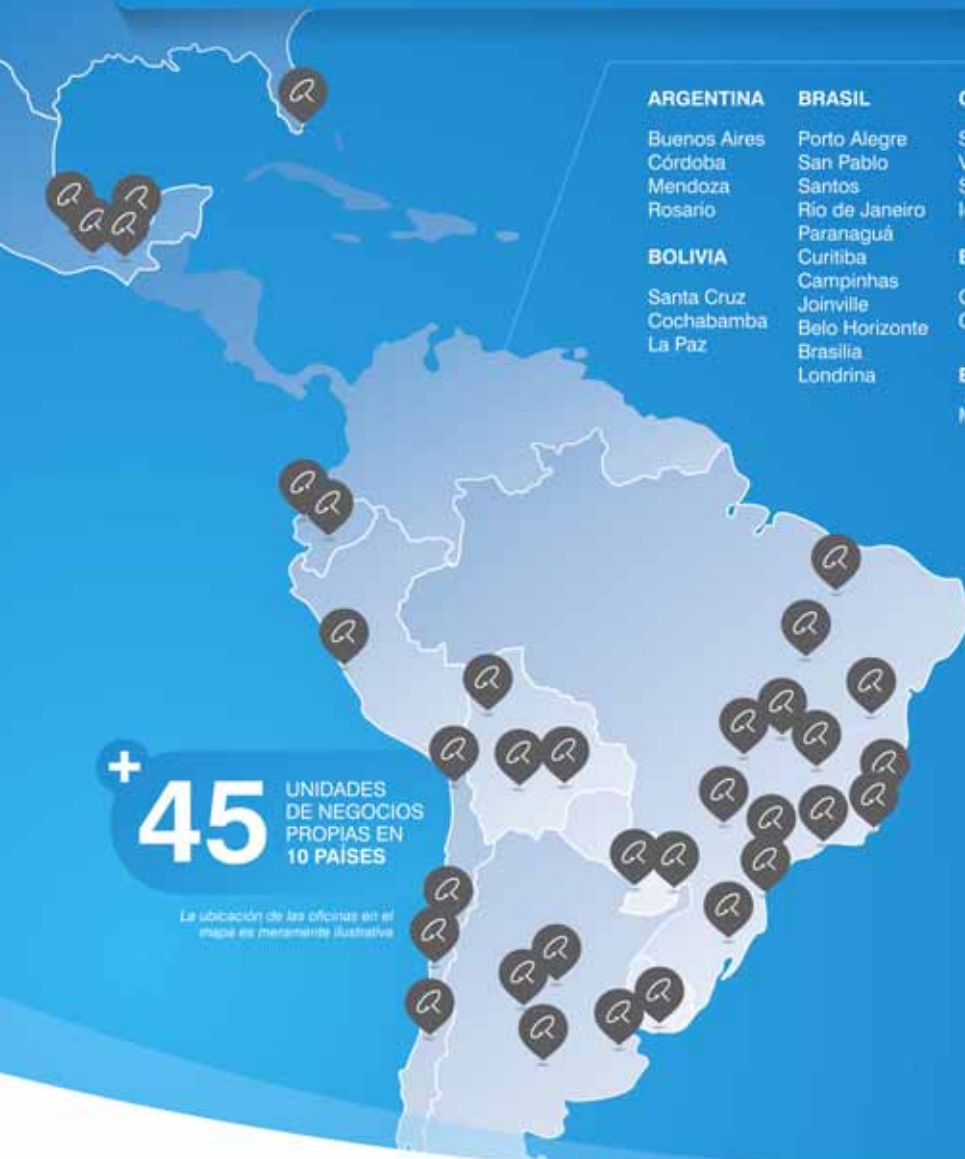 ARGENTINA
Buenos Aires
Córdoba
Mendoza
Rosario
BOLIVIA
Santa Cruz
Cochabamba
La Paz
BRASIL
Porto Alegre
San Pablo
Santos
Río de Janeiro
Paranaguá
Curitiba
Campinhas
Joinville
Belo Horizonte
Brasilia
Londrina
+
45
UNIDADES
DE NEGOCIOS
PROPIAS EN
10 PAÍSES
La ubicación de las oficinas en el
mapa es meramente ilustrativa